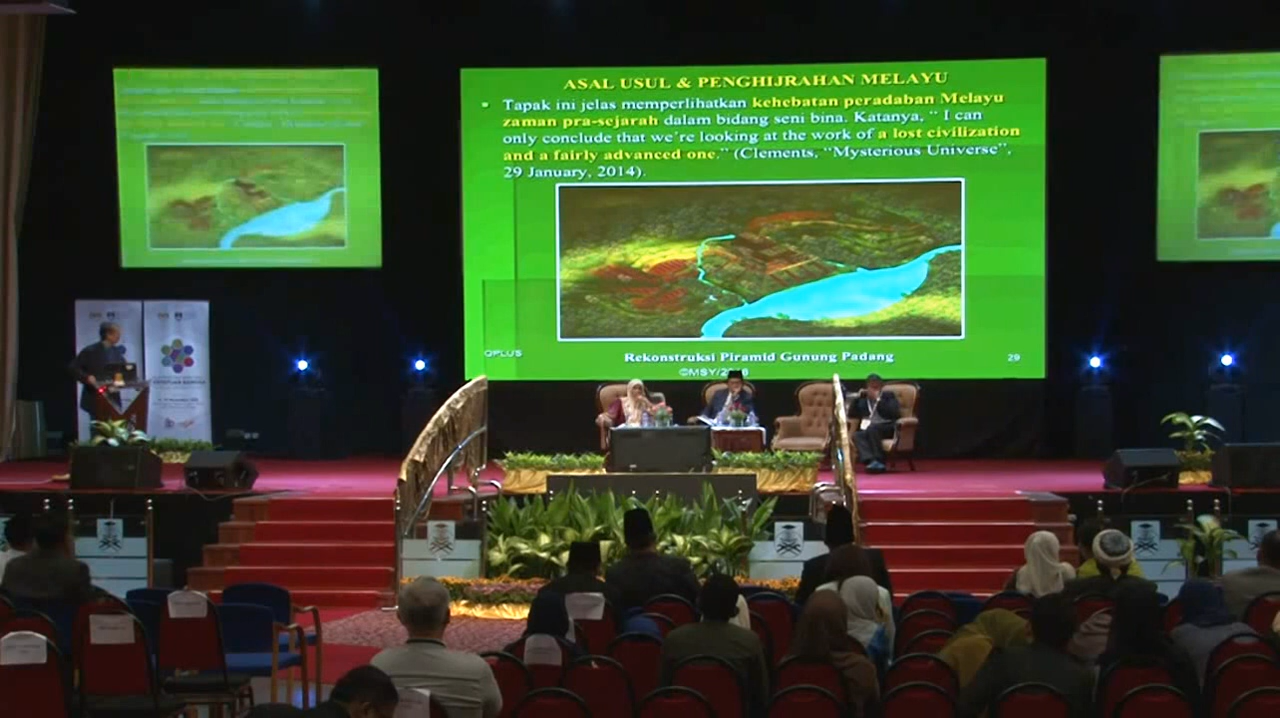 ASAL USUL & PENGHIJRAHAN MELAYU
Tapak ini jelas memperlihatkan kehebatan peradaban Melayu
zaman pra-sejarah dalam bidang seni bina. Katanya, " I can
only conclude that we're looking at the work of a lost civilization
and a fairly advanced one." (Clements, "Mysterious Universe",
29 January, 2014).
QPLUS
Rekonstruksi Piramid Gunung Padang
29